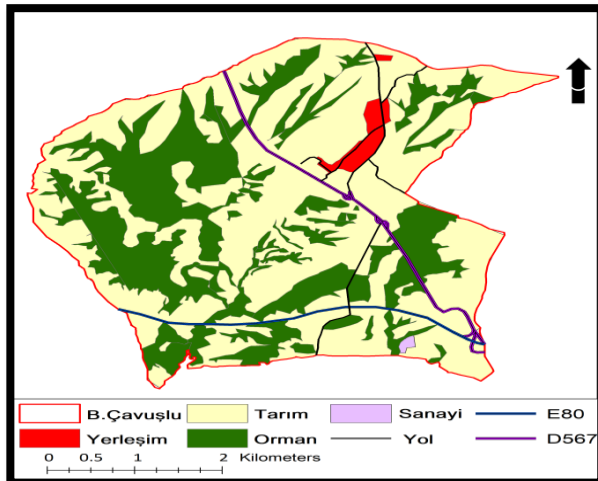 B.Çavuşlu Tarım Sanayi E80
Yerleşim Orman Yol D567
0 0.5 1 2 Kilometers